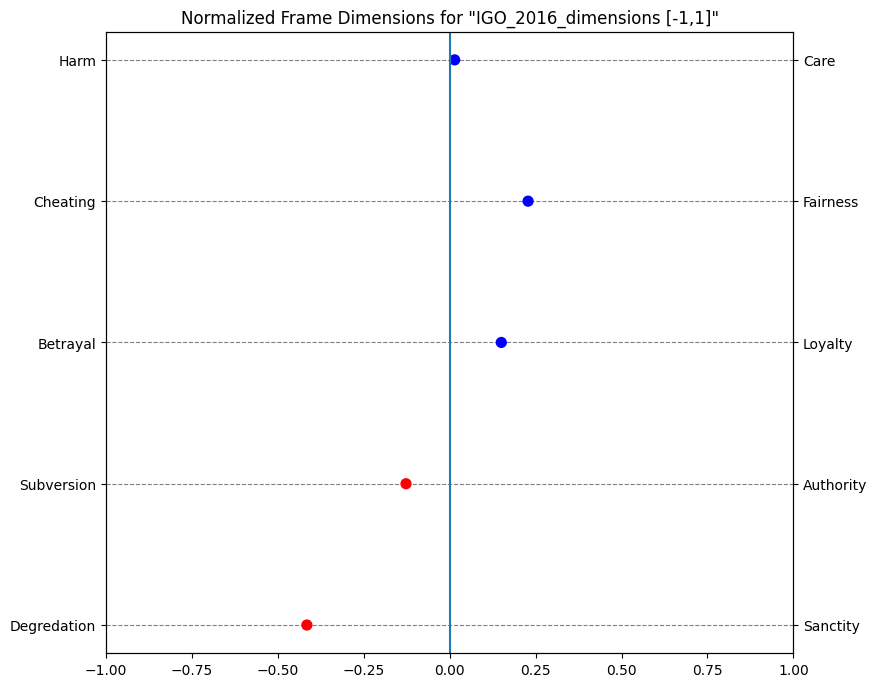 Normalized Frame Dimensions for "IGO_2016_dimensions [-1,1]"
Harm Care
Cheating Fairness
Betrayal Loyalty
Subversion Authority
Degredation Sanctity
−1.00 −0.75 −0.50 −0.25 0.00 0.25 0.50 0.75 1.00